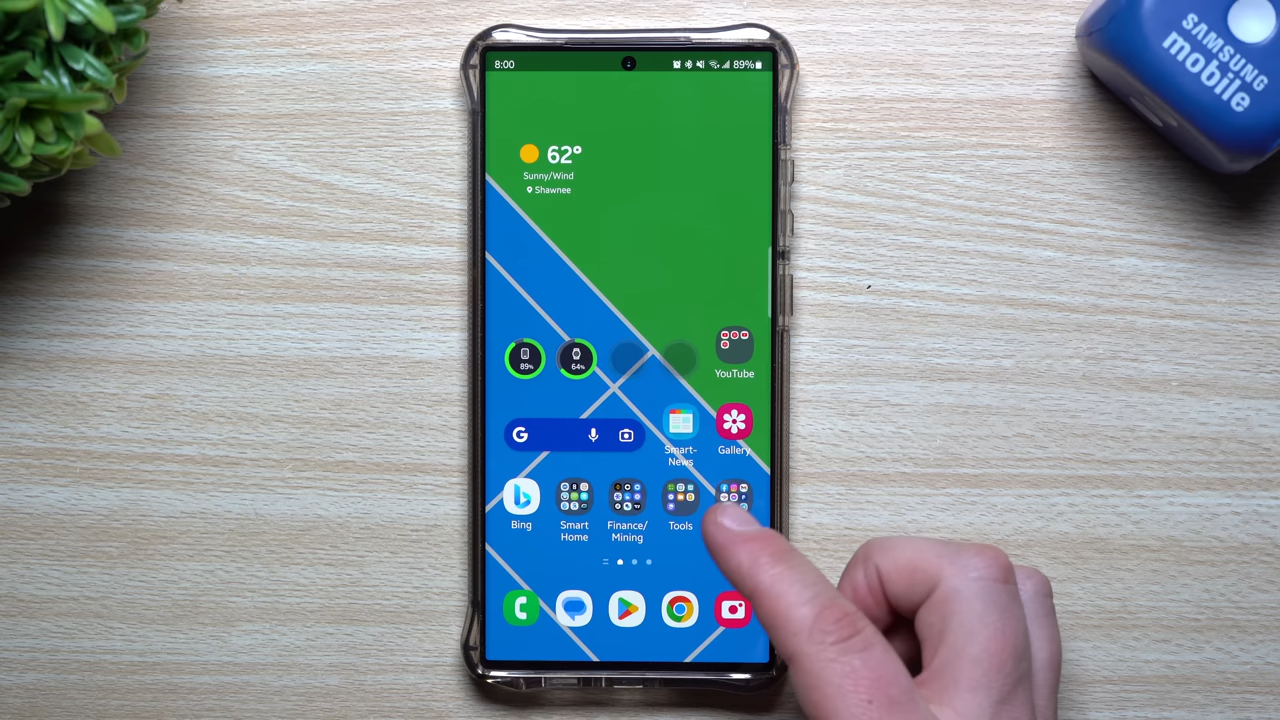 8:00
89%
62°
Sunny/Wind
Shawnee
89%
64%
YouTube
G
Smart-
News
Gallery
Bing
Smart
Home
Finance/
Mining
Tools
SAMSUNG
mobile